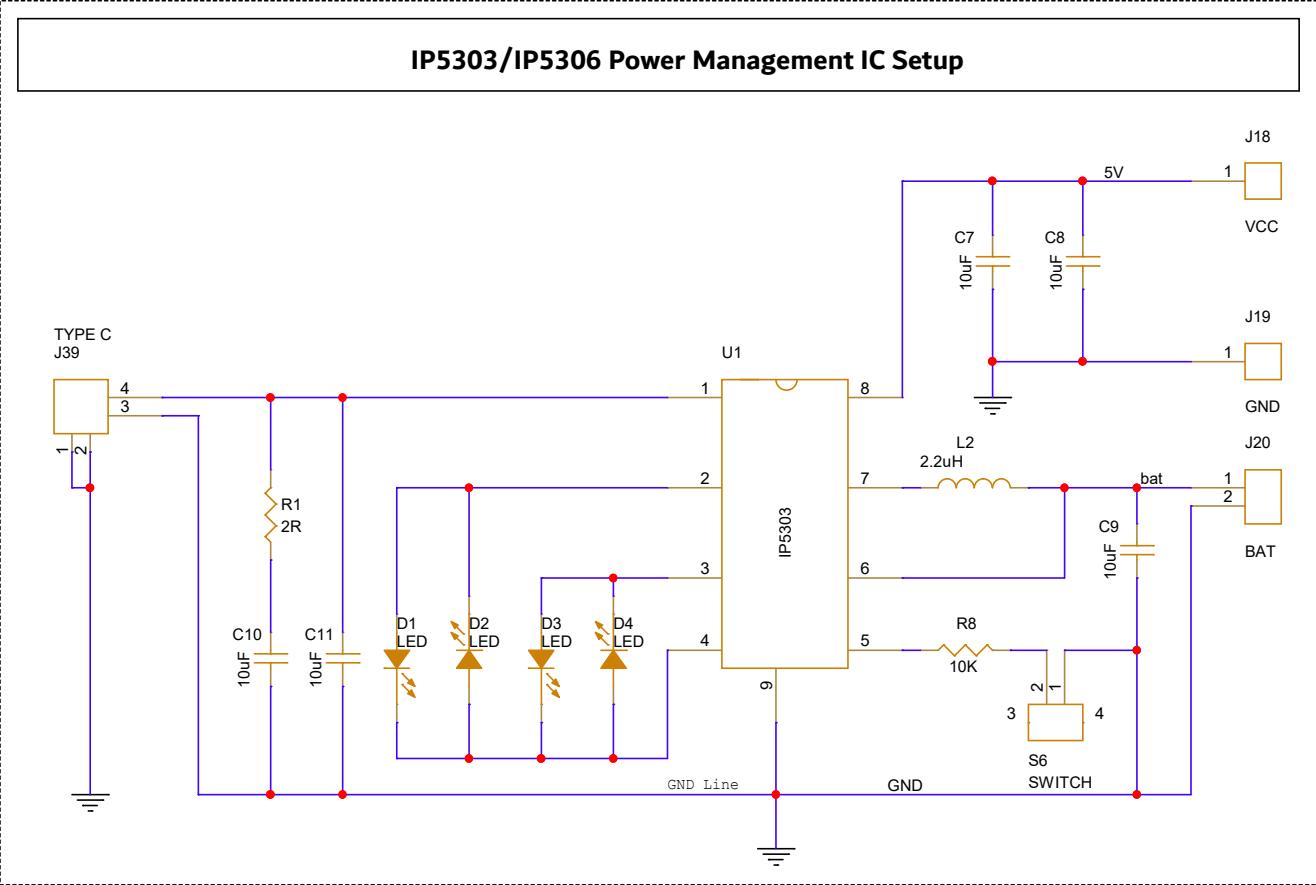 IP5303/IP5306 Power Management IC Setup
J18
1
5V
VCC
C7
10uF
C8
10uF
J19
1
GND
TYPE C
J39
4
3
1
2
U1
1
8
2
7
3
6
4
5
9
IP5303
L2
2.2uH
bat
J20
1
2
BAT
C9
10uF
R1
2R
C10
10uF
C11
10uF
D1
LED
D2
LED
D3
LED
D4
LED
R8
10K
2
1
3
4
S6
SWITCH
GND Line
GND